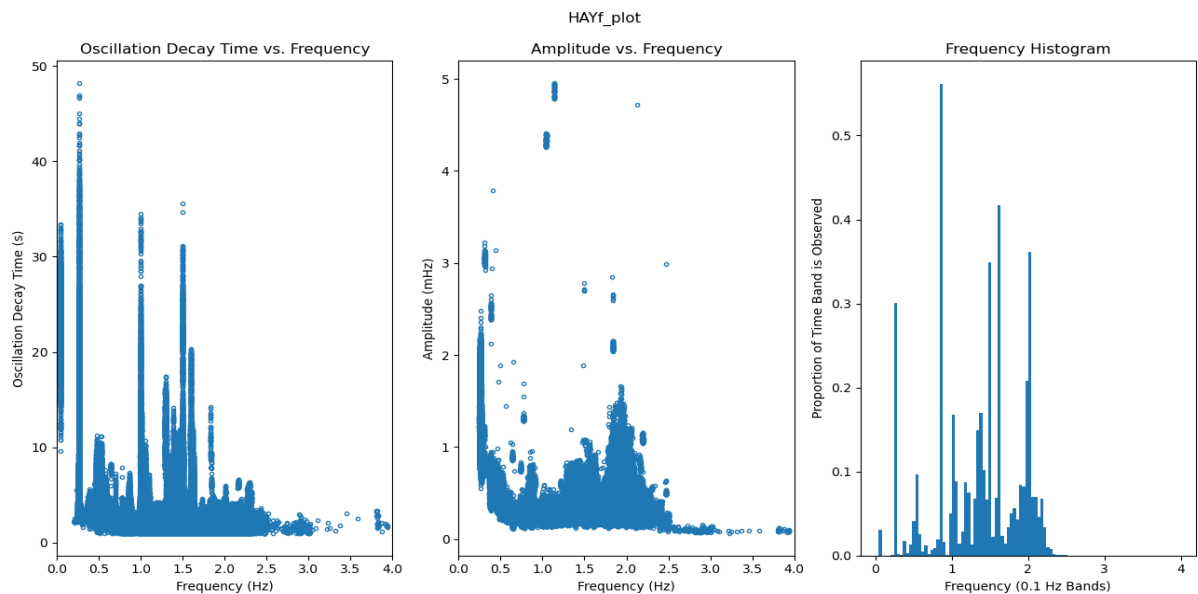 HAYf_plot
Oscillation Decay Time vs. Frequency
Oscillation Decay Time (s)
50
40
30
20
10
0
0.0 0.5 1.0 1.5 2.0 2.5 3.0 3.5 4.0
Frequency (Hz)
Amplitude vs. Frequency
Amplitude (mHz)
5
4
3
2
1
0
0.0 0.5 1.0 1.5 2.0 2.5 3.0 3.5 4.0
Frequency (Hz)
Frequency Histogram
Proportion of Time Band is Observed
0.5
0.4
0.3
0.2
0.1
0.0
0 1 2 3 4
Frequency (0.1 Hz Bands)